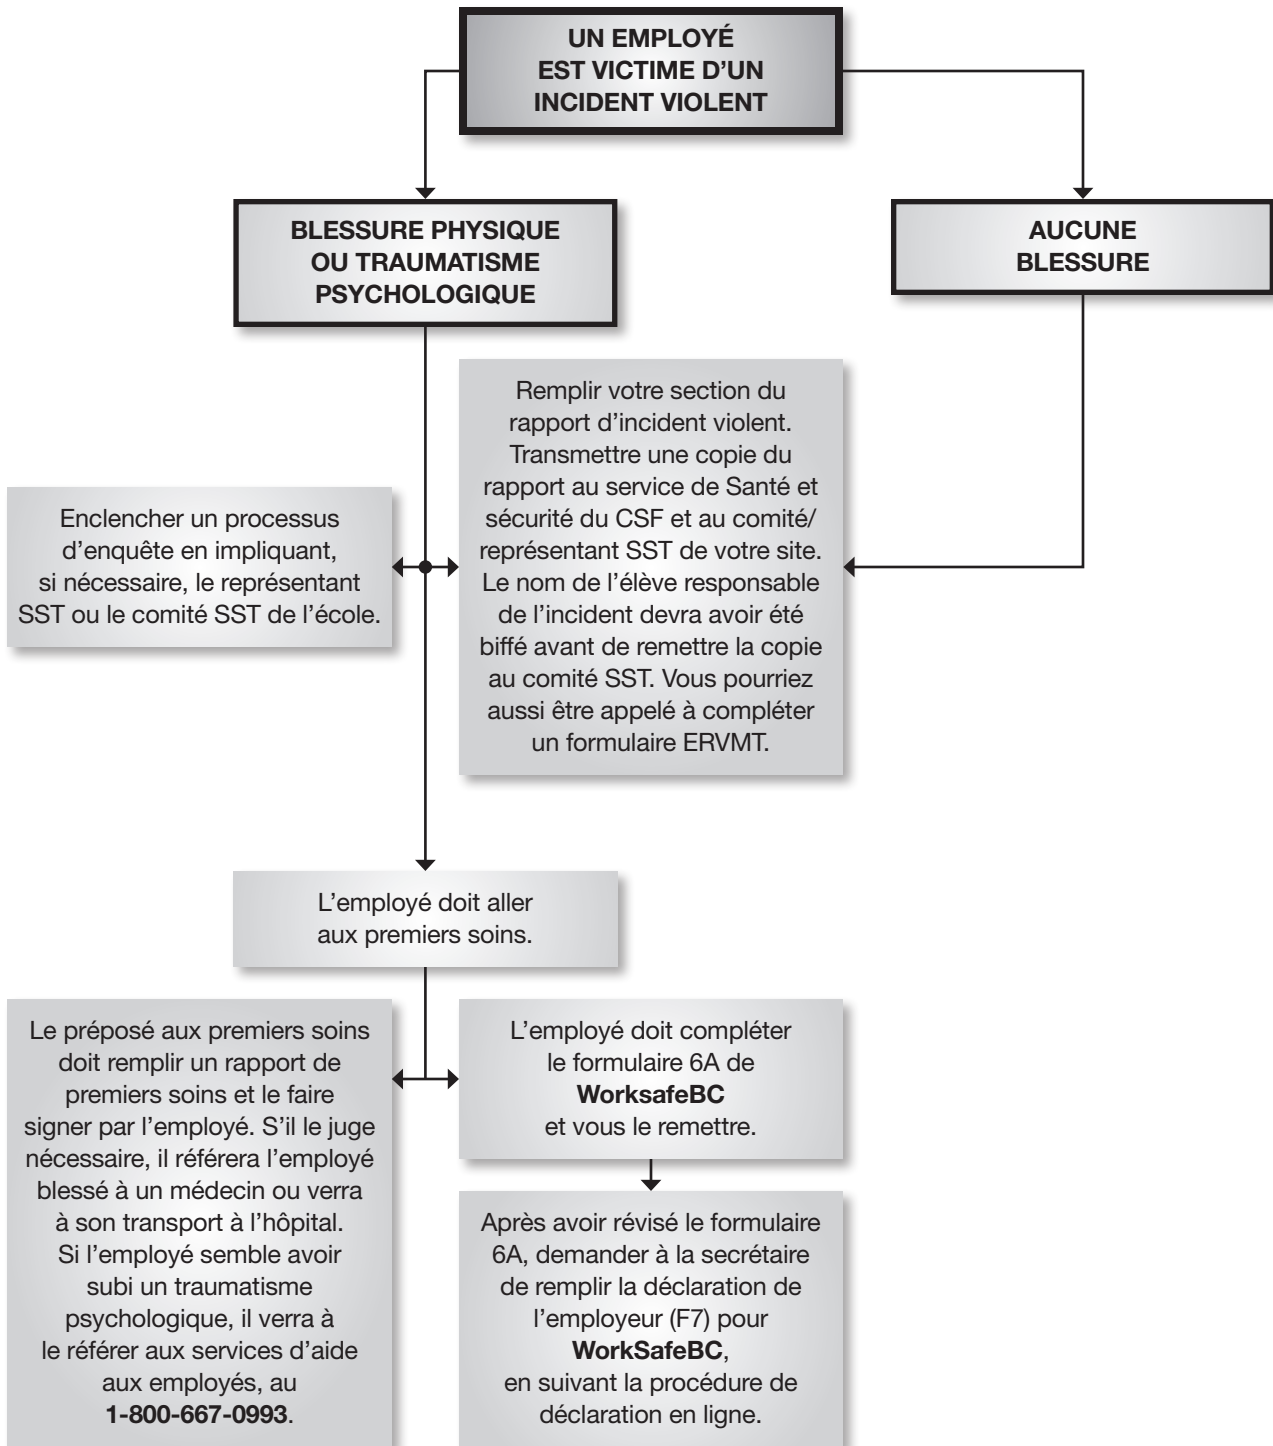 UN EMPLOYÉ
EST VICTIME D'UN
INCIDENT VIOLENT
BLESSURE PHYSIQUE
OU TRAUMATISME
PSYCHOLOGIQUE
AUCUNE
BLESSURE
Remplir votre section du
rapport d'incident violent.
Transmettre une copie du
rapport au service de Santé et
sécurité du CSF et au comité/
représentant SST de votre site.
Le nom de l'élève responsable
de l'incident devra avoir été
biffé avant de remettre la copie
au comité SST. Vous pourriez
aussi être appelé à compléter
un formulaire ERVMT.
Enclencher un processus
d'enquête en impliquant,
si nécessaire, le représentant
SST ou le comité SST de l'école.
L'employé doit aller
aux premiers soins.
Le préposé aux premiers soins
doit remplir un rapport de
premiers soins et le faire
signer par l'employé. S'il le juge
nécessaire, il référera l'employé
blessé à un médecin ou verra
à son transport à l'hôpital.
Si l'employé semble avoir
subi un traumatisme
psychologique, il verra à
le référer aux services d'aide
aux employés, au
1-800-667-0993.
L'employé doit compléter
le formulaire 6A de
WorksafeBC
et vous le remettre.
Après avoir révisé le formulaire
6A, demander à la secrétaire
de remplir la déclaration de
l'employeur (F7) pour
WorkSafeBC,
en suivant la procédure de
déclaration en ligne.